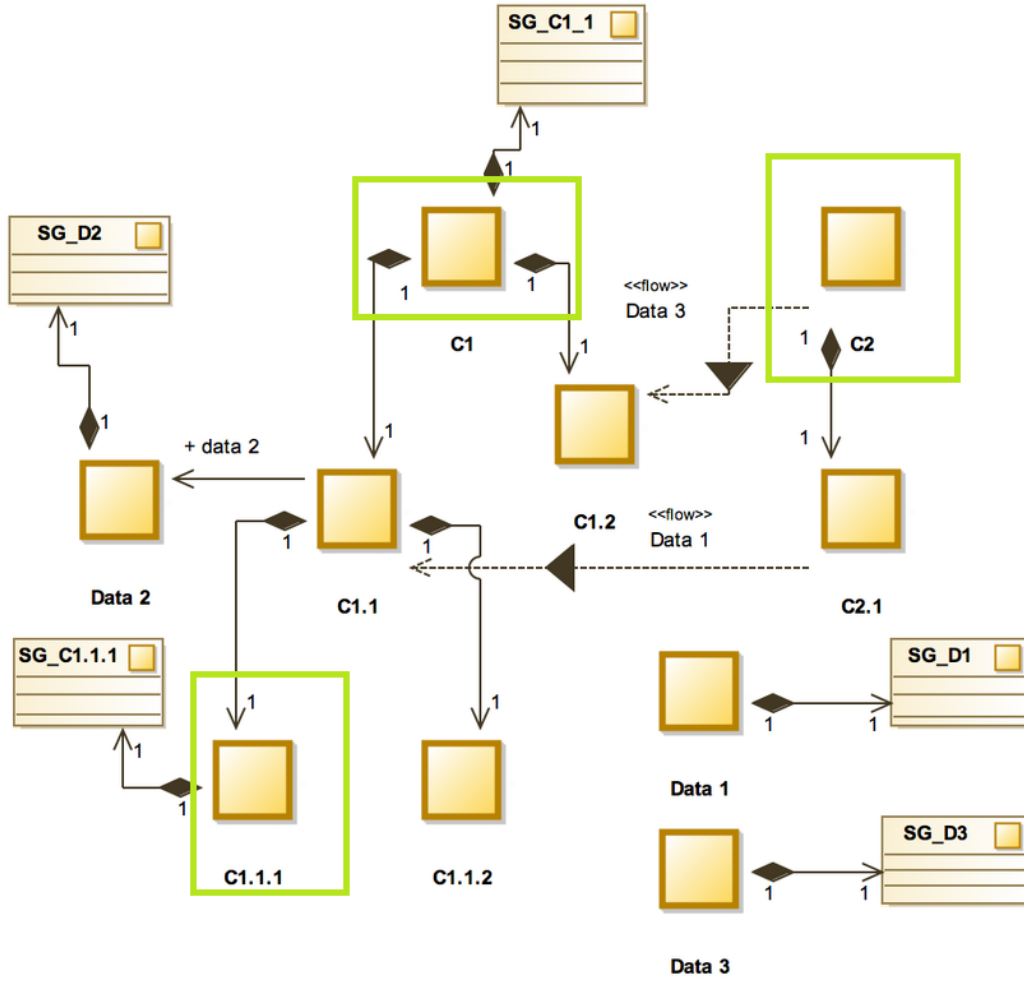 SG_C1_1
1
1
SG_D2
1
1
1
1
C1
1
1
<<flow>>
Data 3
1
C2
1
1
+ data 2
1
1
1
C1.2
<<flow>>
Data 1
Data 2
C1.1
C2.1
SG_C1.1.1
1
1
1
1
C1.1.1
C1.1.2
SG_D1
1
1
Data 1
SG_D3
1
1
Data 3